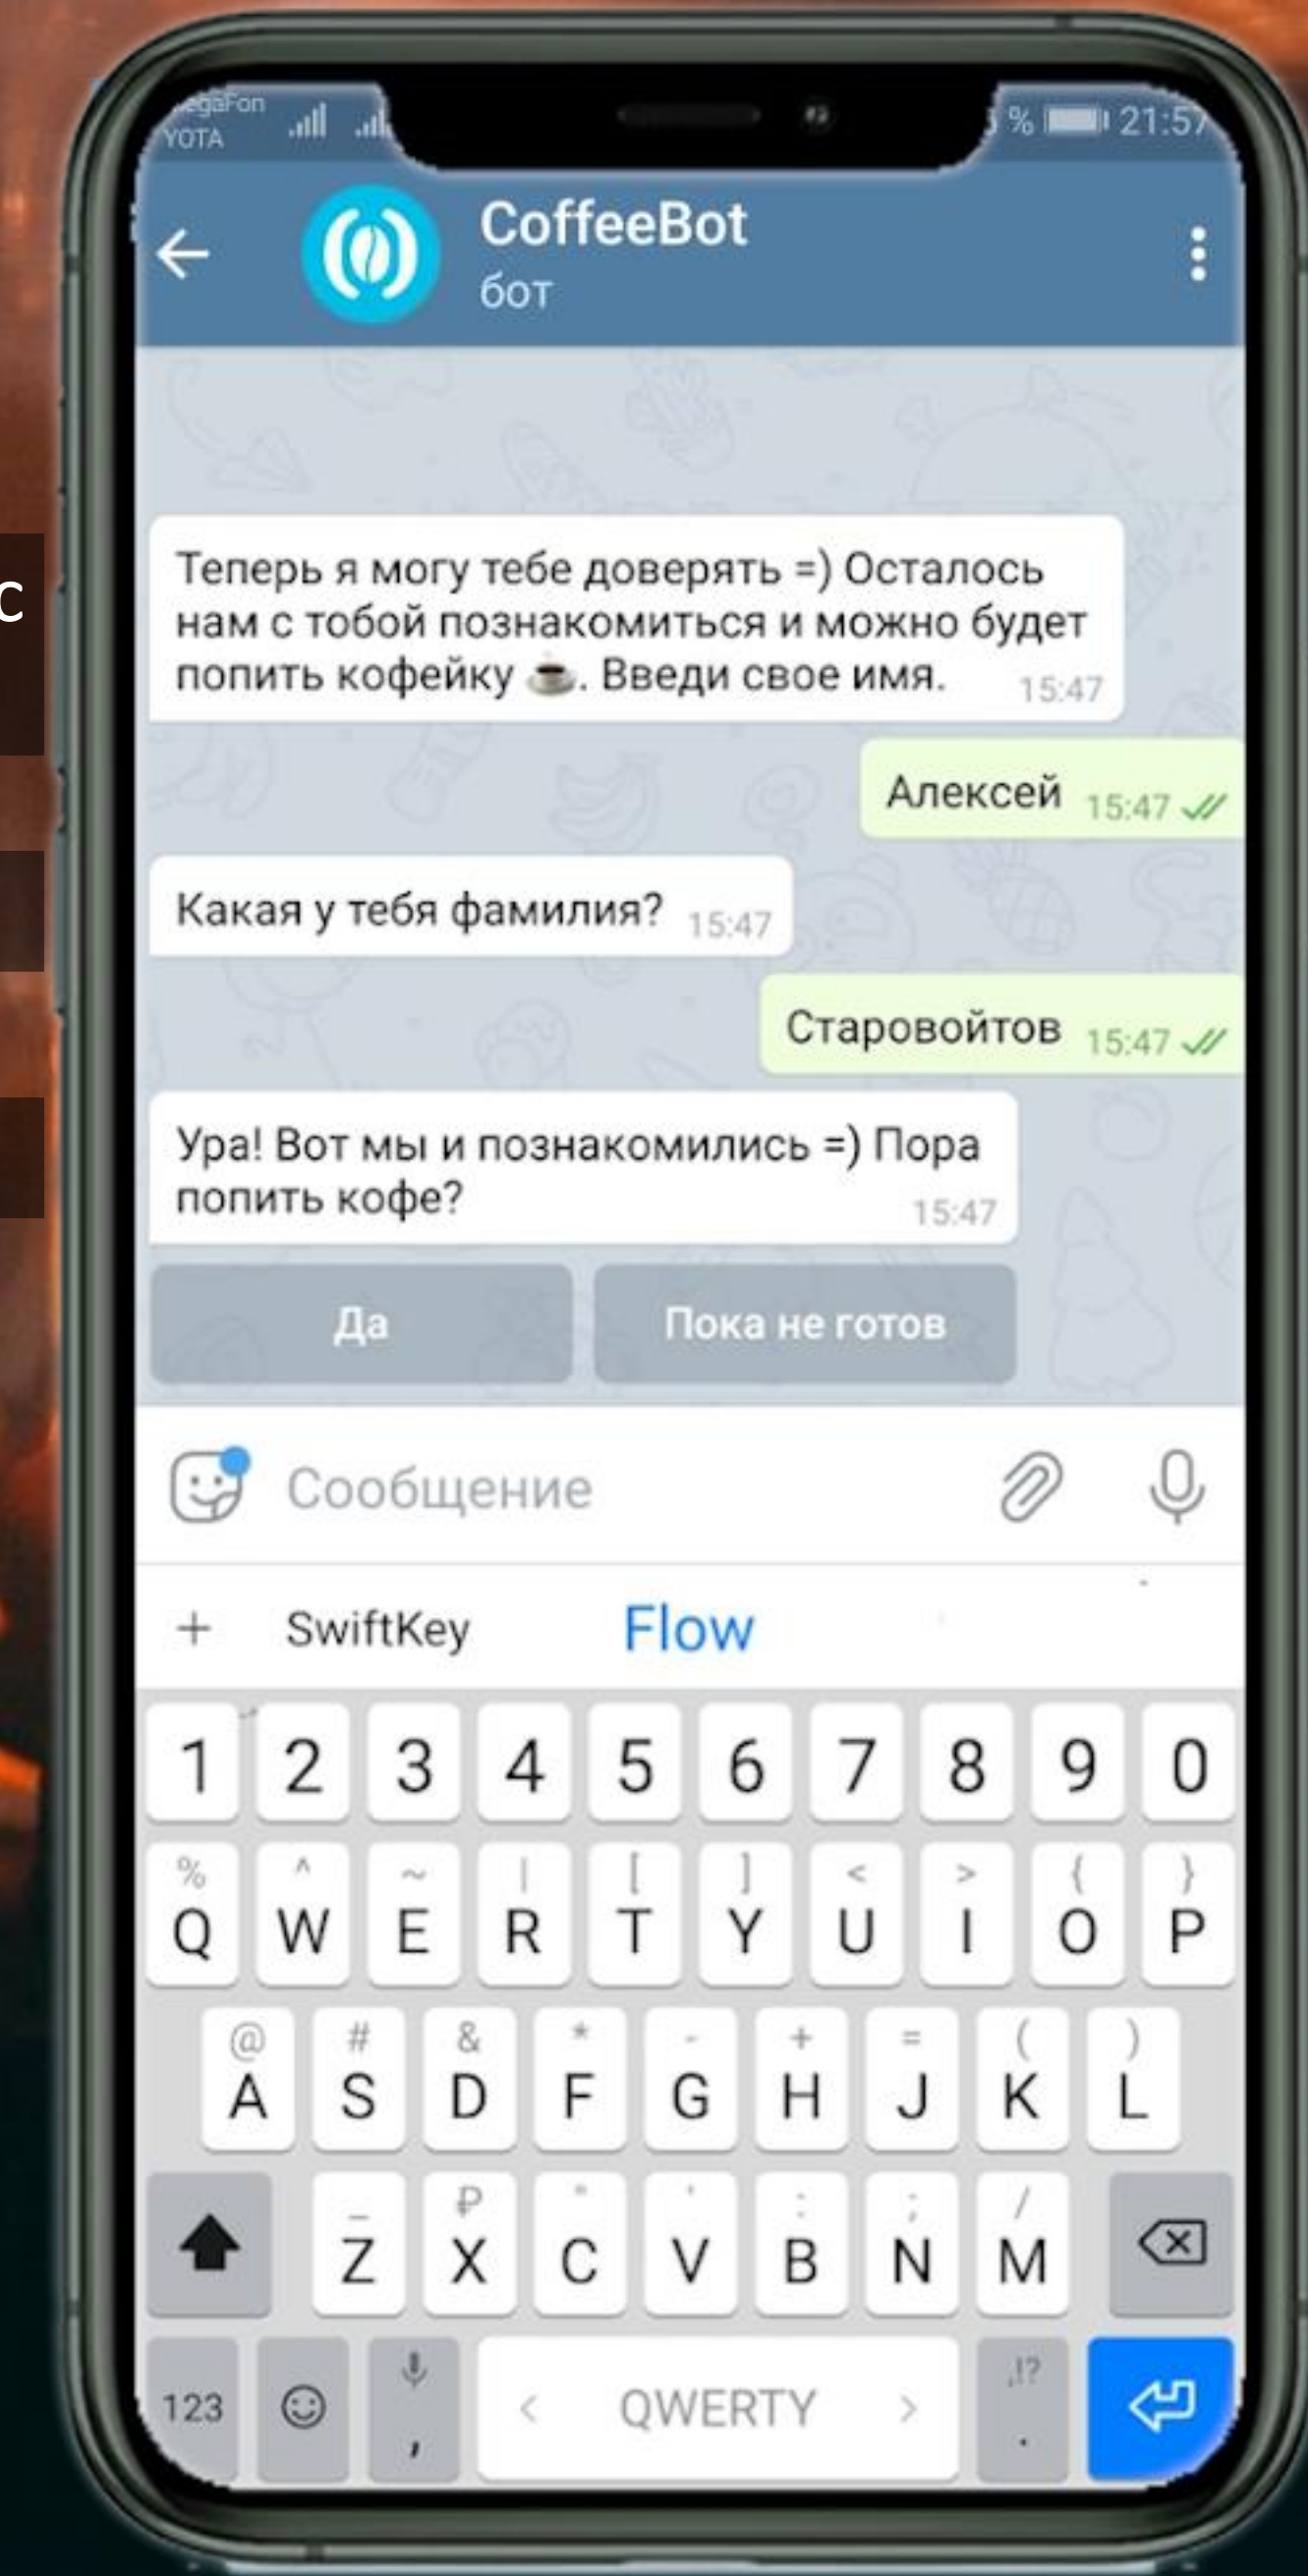 с
MegaFon
YOTA
% 21:57
CoffeeBot
бот
Теперь я могу тебе доверять =) Осталось
нам с тобой познакомиться и можно будет
попить кофейку ☕. Введи свое имя. 15:47
Алексей 15:47
Какая у тебя фамилия? 15:47
Старовойтов 15:47
Ура! Вот мы и познакомились =) Пора
попить кофе? 15:47
Да Пока не готов
Сообщение
+ SwiftKey Flow
1 2 3 4 5 6 7 8 9 0
% ^ ~ | [ ] < > { }
Q W E R T Y U I O P
@ # & * - + = ( )
A S D F G H J K L
_ ₽ " ' : ; /
Z X C V B N M
123 , < QWERTY > ,!? .